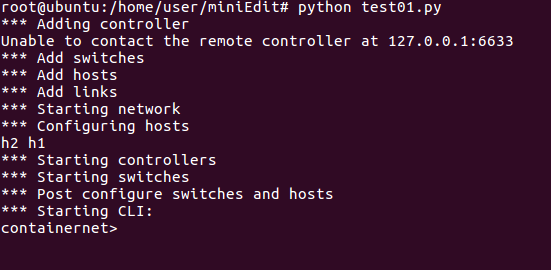 root@ubuntu:/home/user/miniEdit# python test01.py
*** Adding controller
Unable to contact the remote controller at 127.0.0.1:6633
*** Add switches
*** Add hosts
*** Add links
*** Starting network
*** Configuring hosts
h2 h1
*** Starting controllers
*** Starting switches
*** Post configure switches and hosts
*** Starting CLI:
containernet>